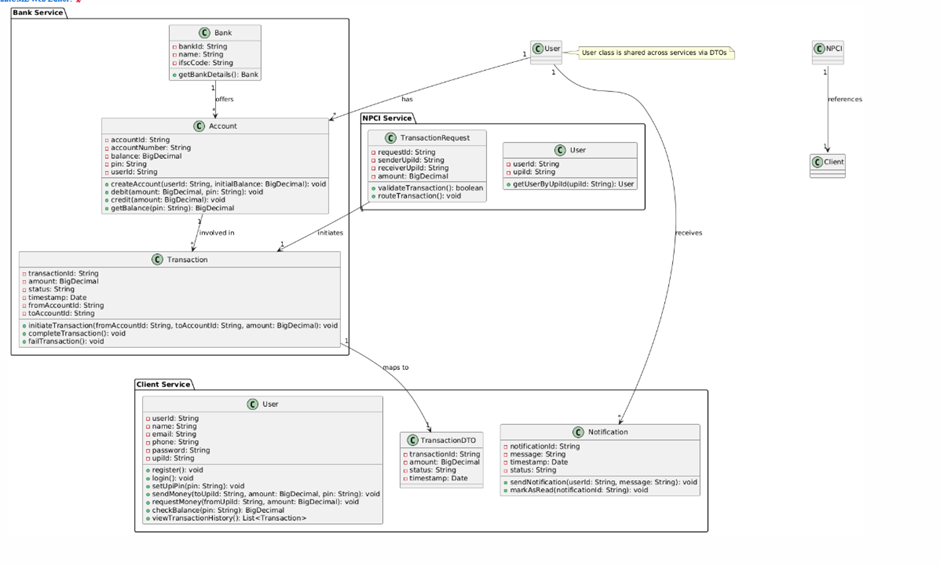 Bank Service
C Bank
bankId: String
name: String
ifscCode: String
getBankDetails(): Bank
1
offers
*
C Account
accountId: String
accountNumber: String
balance: BigDecimal
pin: String
userId: String
createAccount(userId: String, initialBalance: BigDecimal): void
debit(amount: BigDecimal, pin: String): void
credit(amount: BigDecimal): void
getBalance(pin: String): BigDecimal
1
involved in
*
C Transaction
transactionId: String
amount: BigDecimal
status: String
timestamp: Date
fromAccountId: String
toAccountId: String
initiateTransaction(fromAccountId: String, toAccountId: String, amount: BigDecimal): void
completeTransaction(): void
failTransaction(): void
C User
User class is shared across services via DTOs
1
has
*
1
receives
*
C NPCI
1
references
1
C Client
NPCI Service
C TransactionRequest
requestId: String
senderUpiId: String
receiverUpiId: String
amount: BigDecimal
validateTransaction(): boolean
routeTransaction(): void
C User
userId: String
upiId: String
getUserByUpiId(upiId: String): User
initiates
1
1
maps to
Client Service
C User
userId: String
name: String
email: String
phone: String
password: String
upiId: String
register(): void
login(): void
setUpiPin(pin: String): void
sendMoney(toUpiId: String, amount: BigDecimal, pin: String): void
requestMoney(fromUpiId: String, amount: BigDecimal): void
checkBalance(pin: String): BigDecimal
viewTransactionHistory(): List<Transaction>
C TransactionDTO
transactionId: String
amount: BigDecimal
status: String
timestamp: Date
C Notification
notificationId: String
message: String
timestamp: Date
status: String
sendNotification(userId: String, message: String): void
markAsRead(notificationId: String): void